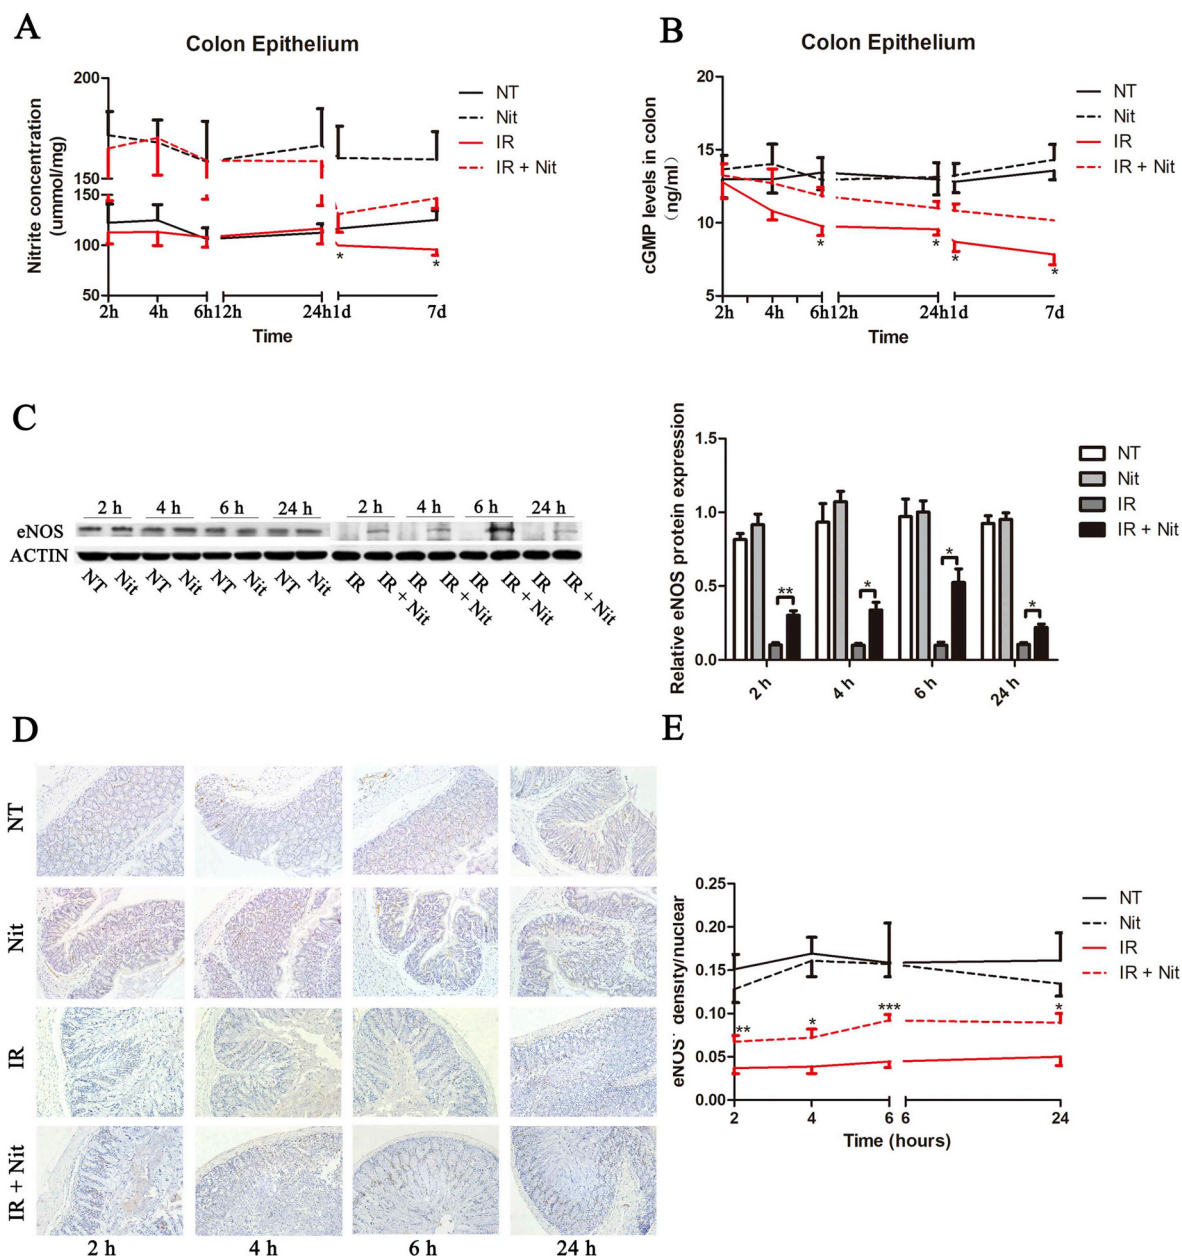 A
Colon Epithelium
Nitrite concentration
(ummol/mg)
200
150
150
100
50
2h 4h 6h 12h 24h 1d 7d
Time
NT
Nit
IR
IR + Nit
* *
B
Colon Epithelium
cGMP levels in colon
（ng/ml）
20
15
10
5
2h 4h 6h 12h 24h 1d 7d
Time
NT
Nit
IR
IR + Nit
* * * *
C
2 h 4 h 6 h 24 h 2 h 4 h 6 h 24 h
eNOS
ACTIN
NT Nit NT Nit NT Nit NT Nit IR IR + Nit IR IR + Nit IR IR + Nit IR IR + Nit
Relative eNOS protein expression
1.5
1.0
0.5
0.0
** * * *
2 h 4 h 6 h 24 h
NT
Nit
IR
IR + Nit
D
NT
Nit
IR
IR + Nit
2 h 4 h 6 h 24 h
E
eNOS⁺ density/nuclear
0.25
0.20
0.15
0.10
0.05
0.00
** * *** *
2 4 6 6 24
Time (hours)
NT
Nit
IR
IR + Nit